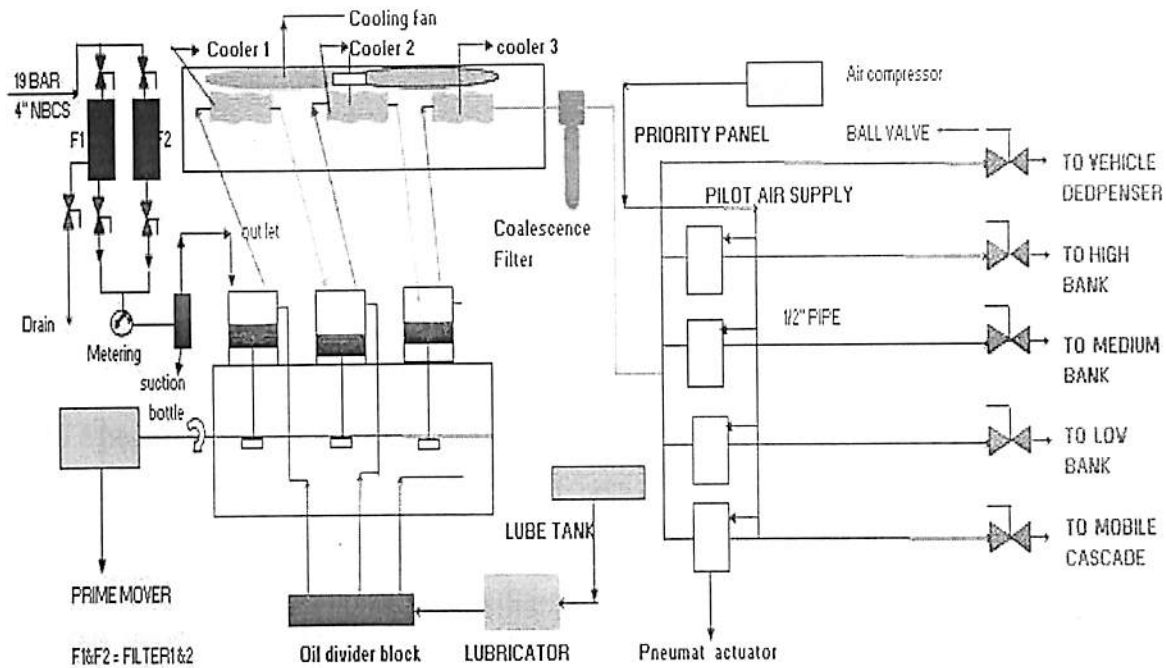 Cooling fan
Cooler 1
Cooler 2
cooler 3
19 BAR
4" NBCS
F1
F2
Air compressor
PRIORITY PANEL
BALL VALVE
TO VEHICLE
DEDPENSER
PILOT AIR SUPPLY
outlet
Coalescence
Filter
TO HIGH
BANK
Drain
Metering
1/2" PIPE
TO MEDIUM
BANK
suction
bottle
TO LOW
BANK
LUBE TANK
TO MOBILE
CASCADE
PRIME MOVER
F1&F2 = FILTER1&2
Oil divider block
LUBRICATOR
Pneumat actuator